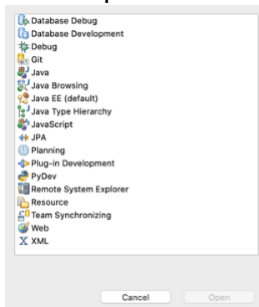 Database Debug
Database Development
Debug
Git
Java
Java Browsing
Java EE (default)
Java Type Hierarchy
JavaScript
JPA
Planning
Plug-in Development
PyDev
Remote System Explorer
Resource
Team Synchronizing
Web
XML
Cancel
Open